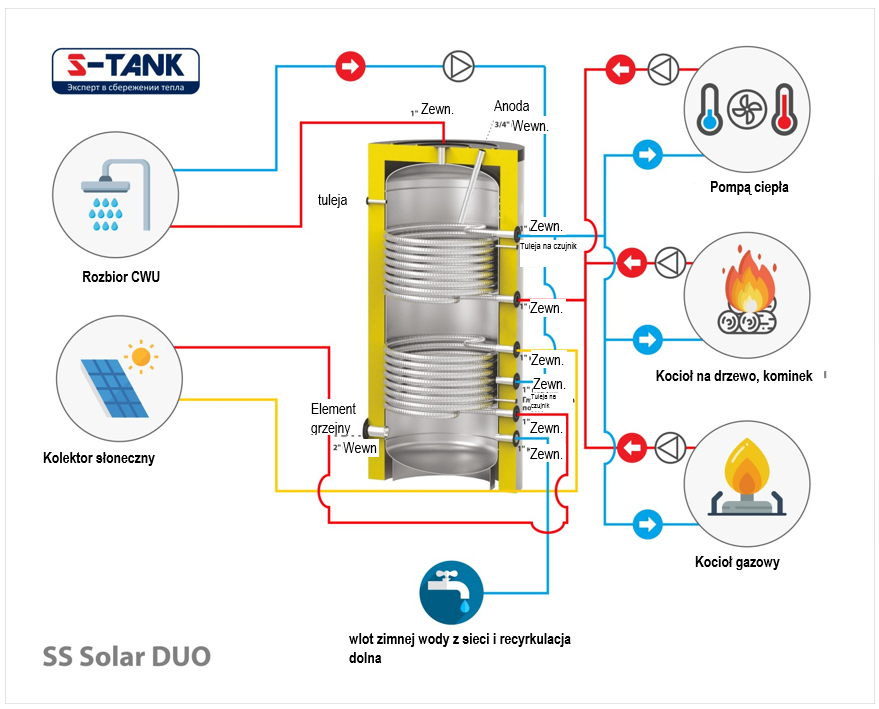 S-TANK
Эксперт в сбережении тепла
1" Zewn.
Anoda
3/4" Wewn.
tuleja
Rozbior CWU
1" Zewn.
Tuleja na czujnik
1" Zewn.
Pompą ciepła
Kocioł na drzewo, kominek
1" Zewn.
1" Zewn.
Tuleja na
czujnik
1" Zewn.
1" Zewn.
Element
grzejny
2" Wewn
Kolektor słoneczny
Kocioł gazowy
wlot zimnej wody z sieci i recyrkulacja
dolna
SS Solar DUO